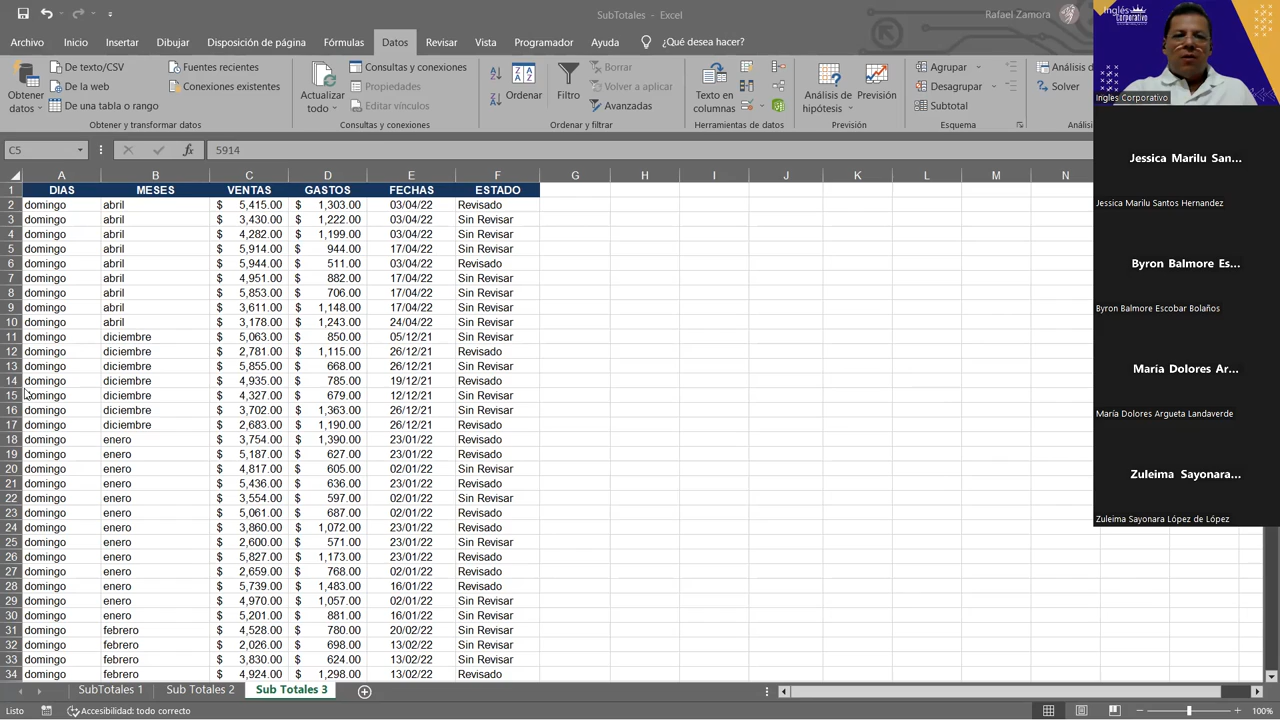 SubTotales - Excel
Rafael Zamora
Archivo Inicio Insertar Dibujar Disposición de página Fórmulas Datos Revisar Vista Programador Ayuda ¿Qué desea hacer?
Obtener datos
De texto/CSV
De la web
De una tabla o rango
Fuentes recientes
Conexiones existentes
Obtener y transformar datos
Actualizar todo
Consultas y conexiones
Propiedades
Editar vínculos
Consultas y conexiones
Ordenar
Filtro
Borrar
Volver a aplicar
Avanzadas
Ordenar y filtrar
Texto en columnas
Herramientas de datos
Análisis de hipótesis
Previsión
Previsión
Agrupar
Desagrupar
Subtotal
Esquema
Análisis d
Solver
Anális
C5 fx 5914
A B C D E F G H I J K L M N
1 DIAS MESES VENTAS GASTOS FECHAS ESTADO
2 domingo abril $ 5,415.00 $ 1,303.00 03/04/22 Revisado
3 domingo abril $ 3,430.00 $ 1,222.00 03/04/22 Sin Revisar
4 domingo abril $ 4,282.00 $ 1,199.00 03/04/22 Sin Revisar
5 domingo abril $ 5,914.00 $ 944.00 17/04/22 Sin Revisar
6 domingo abril $ 5,944.00 $ 511.00 03/04/22 Revisado
7 domingo abril $ 4,951.00 $ 882.00 17/04/22 Sin Revisar
8 domingo abril $ 5,853.00 $ 706.00 17/04/22 Sin Revisar
9 domingo abril $ 3,611.00 $ 1,148.00 17/04/22 Sin Revisar
10 domingo abril $ 3,178.00 $ 1,243.00 24/04/22 Sin Revisar
11 domingo diciembre $ 5,063.00 $ 850.00 05/12/21 Sin Revisar
12 domingo diciembre $ 2,781.00 $ 1,115.00 26/12/21 Revisado
13 domingo diciembre $ 5,855.00 $ 668.00 26/12/21 Sin Revisar
14 domingo diciembre $ 4,935.00 $ 785.00 19/12/21 Revisado
15 domingo diciembre $ 4,327.00 $ 679.00 12/12/21 Sin Revisar
16 domingo diciembre $ 3,702.00 $ 1,363.00 26/12/21 Sin Revisar
17 domingo diciembre $ 2,683.00 $ 1,190.00 26/12/21 Revisado
18 domingo enero $ 3,754.00 $ 1,390.00 23/01/22 Revisado
19 domingo enero $ 5,187.00 $ 627.00 23/01/22 Revisado
20 domingo enero $ 4,817.00 $ 605.00 02/01/22 Sin Revisar
21 domingo enero $ 5,436.00 $ 636.00 23/01/22 Revisado
22 domingo enero $ 3,554.00 $ 597.00 02/01/22 Sin Revisar
23 domingo enero $ 5,061.00 $ 687.00 02/01/22 Revisado
24 domingo enero $ 3,860.00 $ 1,072.00 23/01/22 Revisado
25 domingo enero $ 2,600.00 $ 571.00 23/01/22 Sin Revisar
26 domingo enero $ 5,827.00 $ 1,173.00 23/01/22 Revisado
27 domingo enero $ 2,659.00 $ 768.00 02/01/22 Revisado
28 domingo enero $ 5,739.00 $ 1,483.00 16/01/22 Revisado
29 domingo enero $ 4,970.00 $ 1,057.00 02/01/22 Sin Revisar
30 domingo enero $ 5,201.00 $ 881.00 16/01/22 Sin Revisar
31 domingo febrero $ 4,528.00 $ 780.00 20/02/22 Sin Revisar
32 domingo febrero $ 2,026.00 $ 698.00 13/02/22 Sin Revisar
33 domingo febrero $ 3,830.00 $ 624.00 13/02/22 Sin Revisar
34 domingo febrero $ 4,924.00 $ 1,298.00 13/02/22 Revisado
SubTotales 1 Sub Totales 2 Sub Totales 3
Listo Accesibilidad: todo correcto 100%
Inglés Corporativo
Ingles Corporativo
Jessica Marilu San...
Jessica Marilu Santos Hernandez
Byron Balmore Es...
Byron Balmore Escobar Bolaños
María Dolores Ar...
María Dolores Argueta Landaverde
Zuleima Sayonara...
Zuleima Sayonara López de López